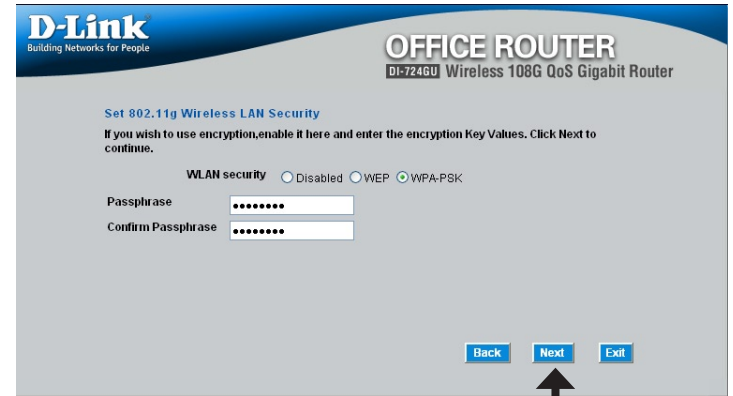 D-Link
Building Networks for People
OFFICE ROUTER
DI-724GU Wireless 108G QoS Gigabit Router
Set 802.11g Wireless LAN Security
If you wish to use encryption,enable it here and enter the encryption Key Values. Click Next to
continue.
WLAN security Disabled WEP WPA-PSK
Passphrase ••••••••
Confirm Passphrase ••••••••
Back Next Exit